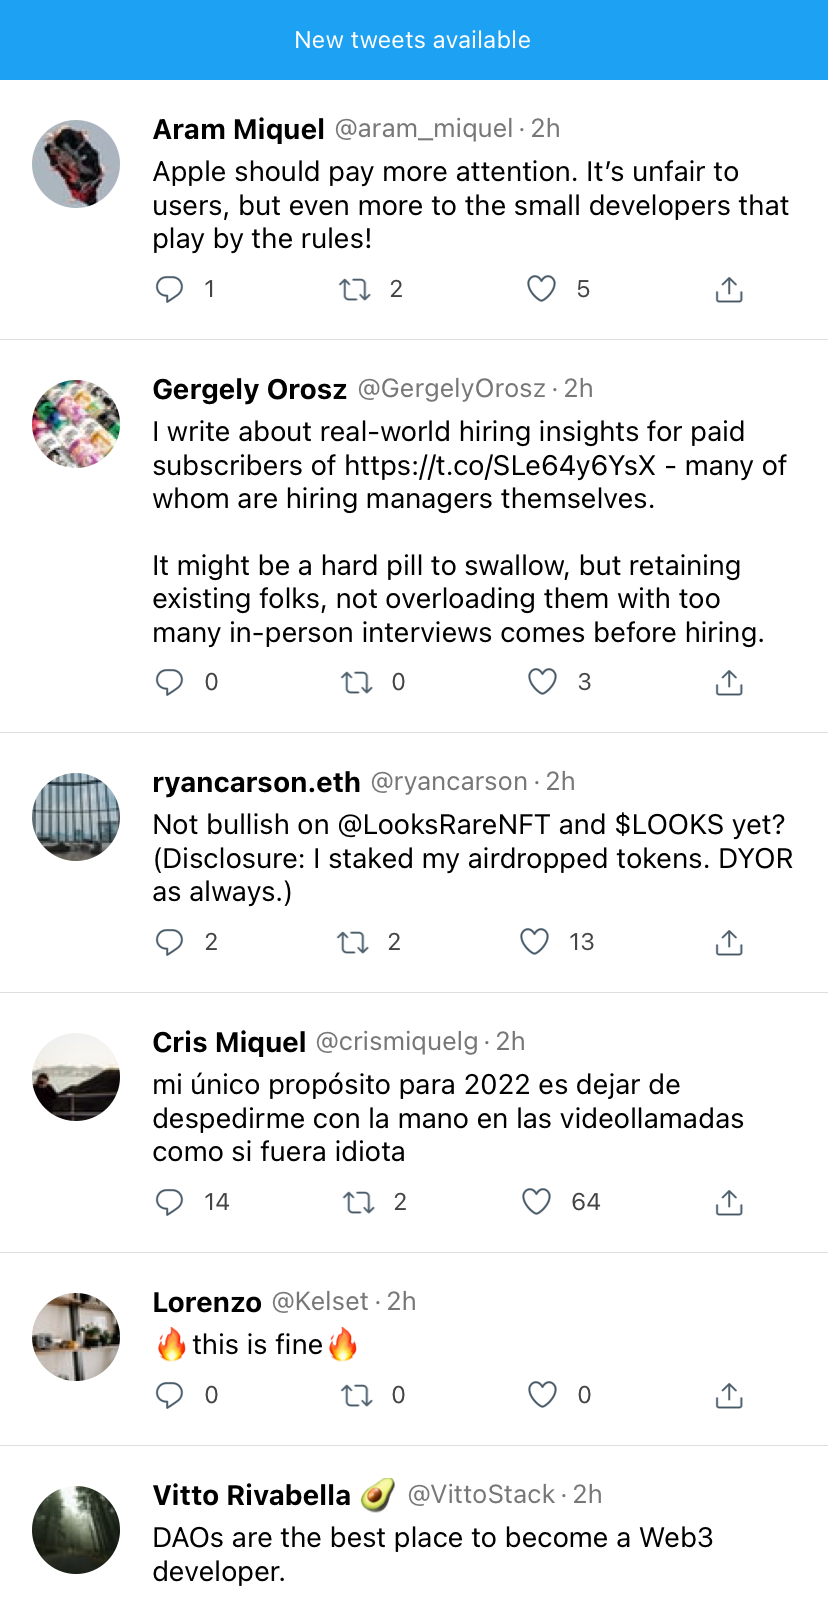 New tweets available
Aram Miquel @aram_miquel · 2h
Apple should pay more attention. It’s unfair to
users, but even more to the small developers that
play by the rules!
1 2 5
Gergely Orosz @GergelyOrosz · 2h
I write about real-world hiring insights for paid
subscribers of https://t.co/SLe64y6YsX - many of
whom are hiring managers themselves.
It might be a hard pill to swallow, but retaining
existing folks, not overloading them with too
many in-person interviews comes before hiring.
0 0 3
ryancarson.eth @ryancarson · 2h
Not bullish on @LooksRareNFT and $LOOKS yet?
(Disclosure: I staked my airdropped tokens. DYOR
as always.)
2 2 13
Cris Miquel @crismiquelg · 2h
mi único propósito para 2022 es dejar de
despedirme con la mano en las videollamadas
como si fuera idiota
14 2 64
Lorenzo @Kelset · 2h
🔥this is fine🔥
0 0 0
Vitto Rivabella 🥑 @VittoStack · 2h
DAOs are the best place to become a Web3
developer.